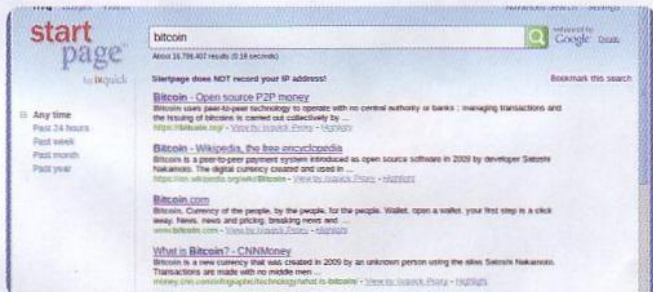 Web
Advanced Search Settings
start
page
by ixquick
bitcoin
enhanced by
Google Details
About 16,796,407 results (0.16 seconds)
Startpage does NOT record your IP address!
Bookmark this search
Any time
Past 24 hours
Past week
Past month
Past year
Bitcoin - Open source P2P money
Bitcoin uses peer-to-peer technology to operate with no central authority or banks ; managing transactions and
the issuing of bitcoins is carried out collectively by ...
https://bitcoin.org/ - View by Ixquick Proxy - Highlight
Bitcoin - Wikipedia, the free encyclopedia
Bitcoin is a peer-to-peer payment system introduced as open source software in 2009 by developer Satoshi
Nakamoto. The digital currency created and used in ...
https://en.wikipedia.org/wiki/Bitcoin - View by Ixquick Proxy - Highlight
Bitcoin.com
Bitcoin, Currency of the people, by the people, for the people. Wallet. open a wallet. your first step is a click
away. News. news and pricing. breaking news and ...
www.bitcoin.com - View by Ixquick Proxy - Highlight
What is Bitcoin? - CNNMoney
Bitcoin is a new currency that was created in 2009 by an unknown person using the alias Satoshi Nakamoto.
Transactions are made with no middle men ...
money.cnn.com/infographic/technology/what-is-bitcoin/ - View by Ixquick Proxy - Highlight